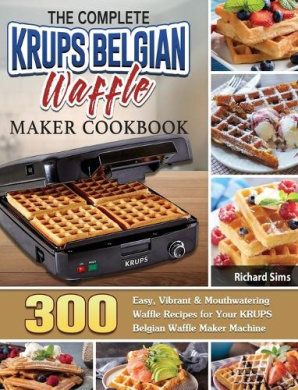 THE COMPLETE
KRUPS BELGIAN
Waffle
MAKER COOKBOOK
KRUPS
Richard Sims
300
Easy, Vibrant & Mouthwatering
Waffle Recipes for Your KRUPS
Belgian Waffle Maker Machine